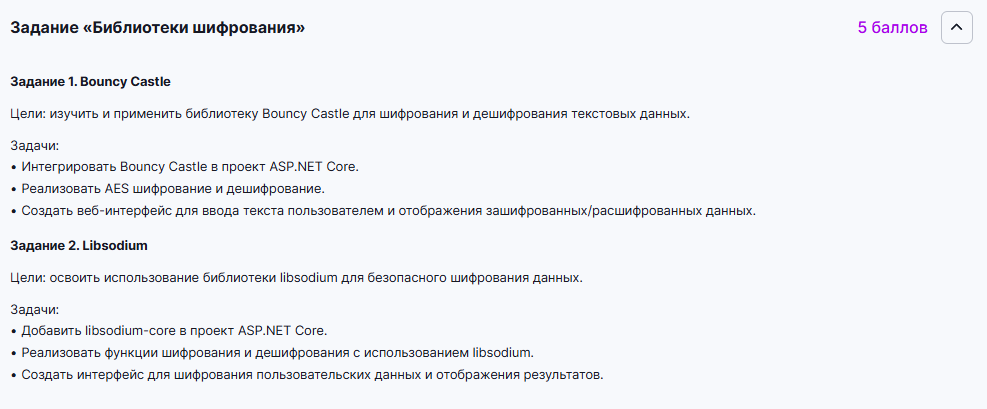 Задание «Библиотеки шифрования»
5 баллов
Задание 1. Bouncy Castle
Цели: изучить и применить библиотеку Bouncy Castle для шифрования и дешифрования текстовых данных.
Задачи:
• Интегрировать Bouncy Castle в проект ASP.NET Core.
• Реализовать AES шифрование и дешифрование.
• Создать веб-интерфейс для ввода текста пользователем и отображения зашифрованных/расшифрованных данных.
Задание 2. Libsodium
Цели: освоить использование библиотеки libsodium для безопасного шифрования данных.
Задачи:
• Добавить libsodium-core в проект ASP.NET Core.
• Реализовать функции шифрования и дешифрования с использованием libsodium.
• Создать интерфейс для шифрования пользовательских данных и отображения результатов.